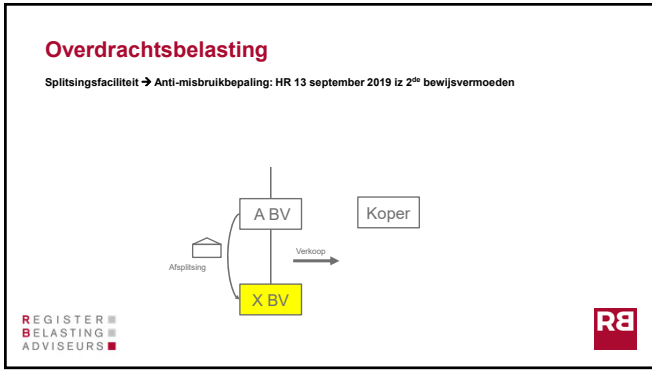 Overdrachtsbelasting
Splitsingsfaciliteit → Anti-misbruikbepaling: HR 13 september 2019 iz 2de bewijsvermoeden
A BV
Koper
Verkoop
Afsplitsing
X BV
REGISTER
BELASTING
ADVISEURS
RB